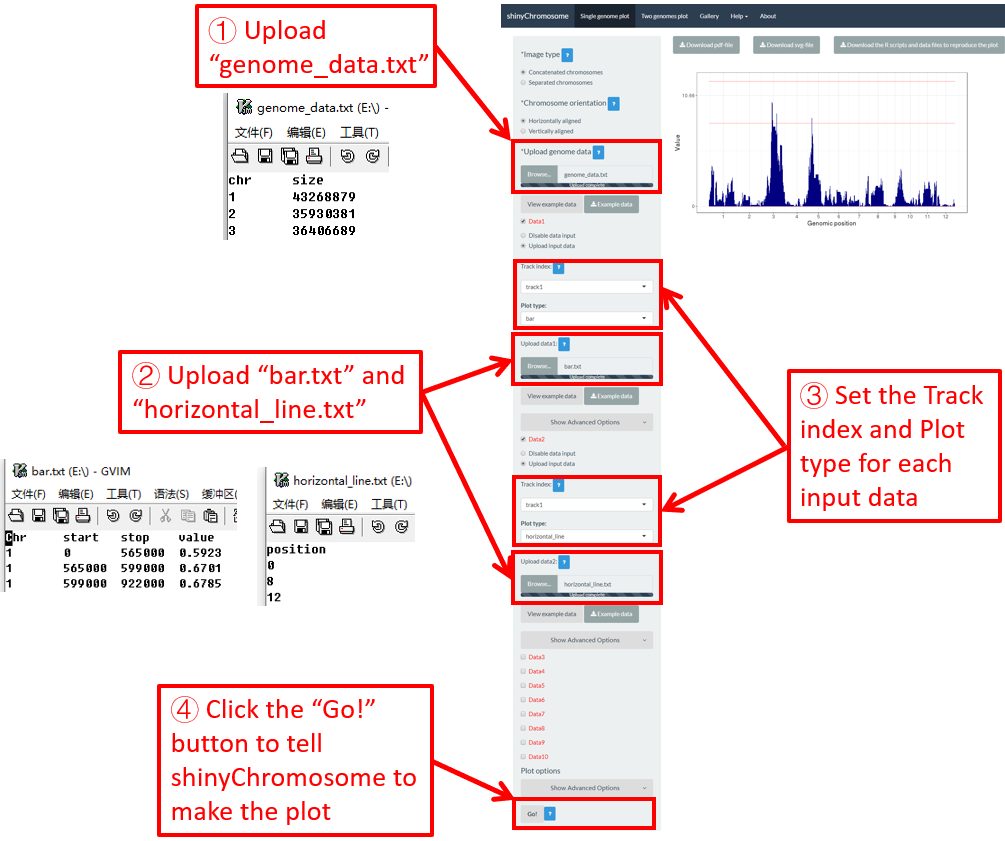 ① Upload
“genome_data.txt”
genome_data.txt (E:\) -
文件(F) 编辑(E) 工具(T)
chr size
1 43268879
2 35930381
3 36406689
shinyChromosome Single genome plot Two genomes plot Gallery Help About
*Image type ?
Concatenated chromosomes
Separated chromosomes
*Chromosome orientation ?
Horizontally aligned
Vertically aligned
*Upload genome data ?
Browse... genome_data.txt
Upload complete
View example data Example data
Data1
Disable data input
Upload input data
Track index: ?
track1
Plot type:
bar
Upload data1: ?
Browse... bar.txt
Upload complete
View example data Example data
Show Advanced Options
Data2
Disable data input
Upload input data
Track index: ?
track1
Plot type:
horizontal_line
Upload data2: ?
Browse... horizontal_line.txt
Upload complete
View example data Example data
Show Advanced Options
Data3
Data4
Data5
Data6
Data7
Data8
Data9
Data10
Plot options
Show Advanced Options
Go! ?
Download pdf-file Download svg-file Download the R scripts and data files to reproduce the plot
Value
0
1 2 3 4 5 6 7 8 9 10 11 12
Genomic position
② Upload “bar.txt” and
“horizontal_line.txt”
bar.txt (E:\) - GVIM
文件(F) 编辑(E) 工具(T) 语法(S) 缓冲区(
Chr start stop value
1 0 565000 0.5923
1 565000 599000 0.6701
1 599000 922000 0.6785
horizontal_line.txt (E:\)
文件(F) 编辑(E) 工具(T)
position
0
8
12
③ Set the Track
index and Plot
type for each
input data
④ Click the “Go!”
button to tell
shinyChromosome to
make the plot